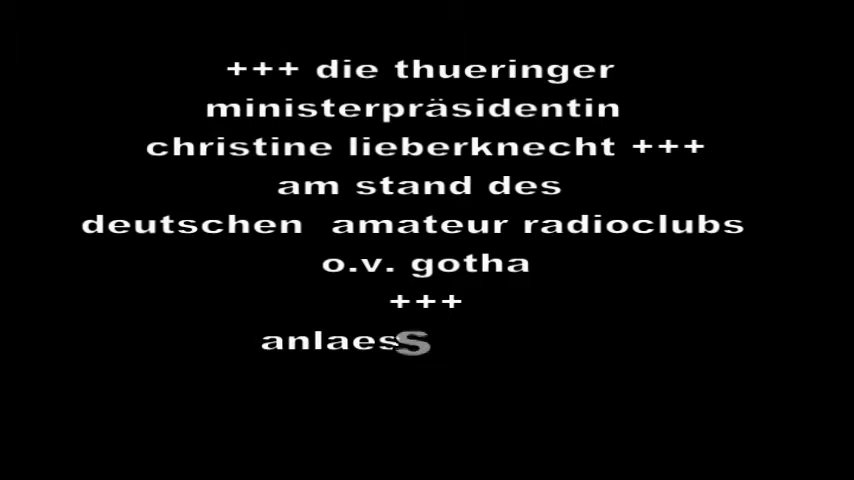 +++ die thueringer
ministerpräsidentin
christine lieberknecht +++
am stand des
deutschen amateur radioclubs
o.v. gotha
+++
anlaess